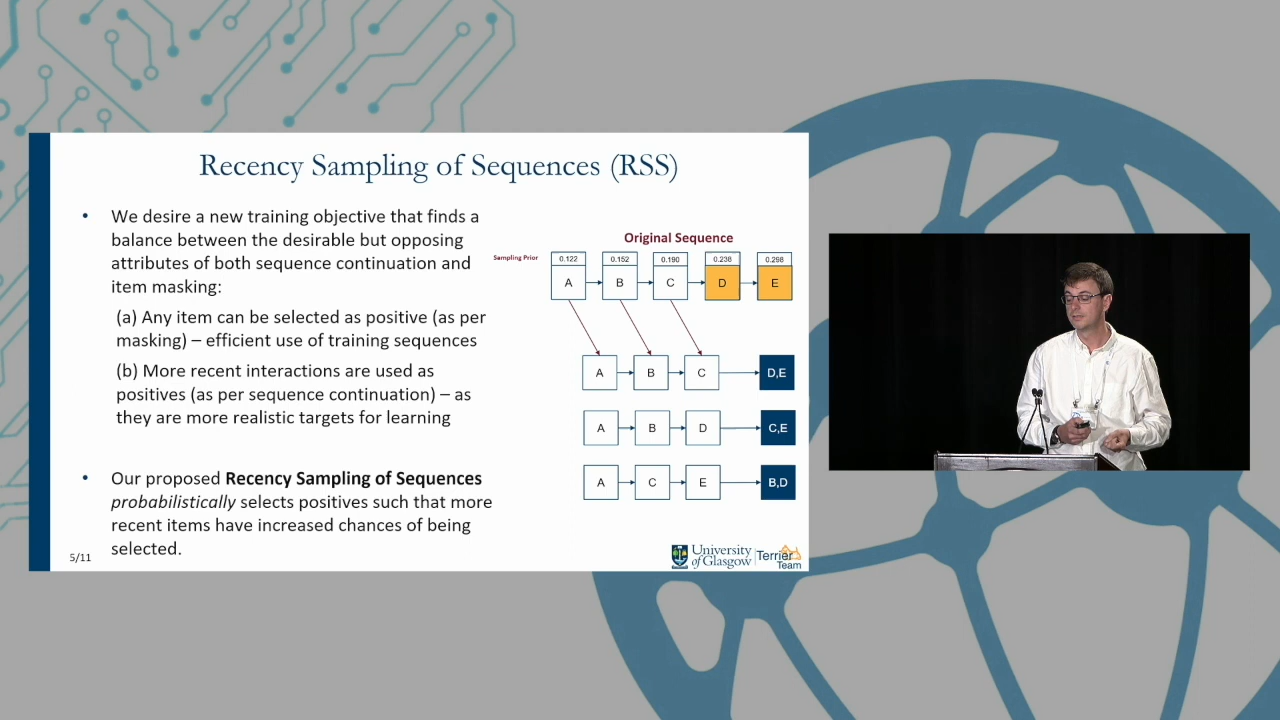 Recency Sampling of Sequences (RSS)
• We desire a new training objective that finds a
balance between the desirable but opposing
attributes of both sequence continuation and
item masking:
(a) Any item can be selected as positive (as per
masking) – efficient use of training sequences
(b) More recent interactions are used as
positives (as per sequence continuation) – as
they are more realistic targets for learning
• Our proposed Recency Sampling of Sequences
probabilistically selects positives such that more
recent items have increased chances of being
selected.
Original Sequence
Sampling Prior 0.122 0.152 0.190 0.238 0.298
A B C D E
A B C D,E
A B D C,E
A C E B,D
5/11
University
of Glasgow
Terrier
Team